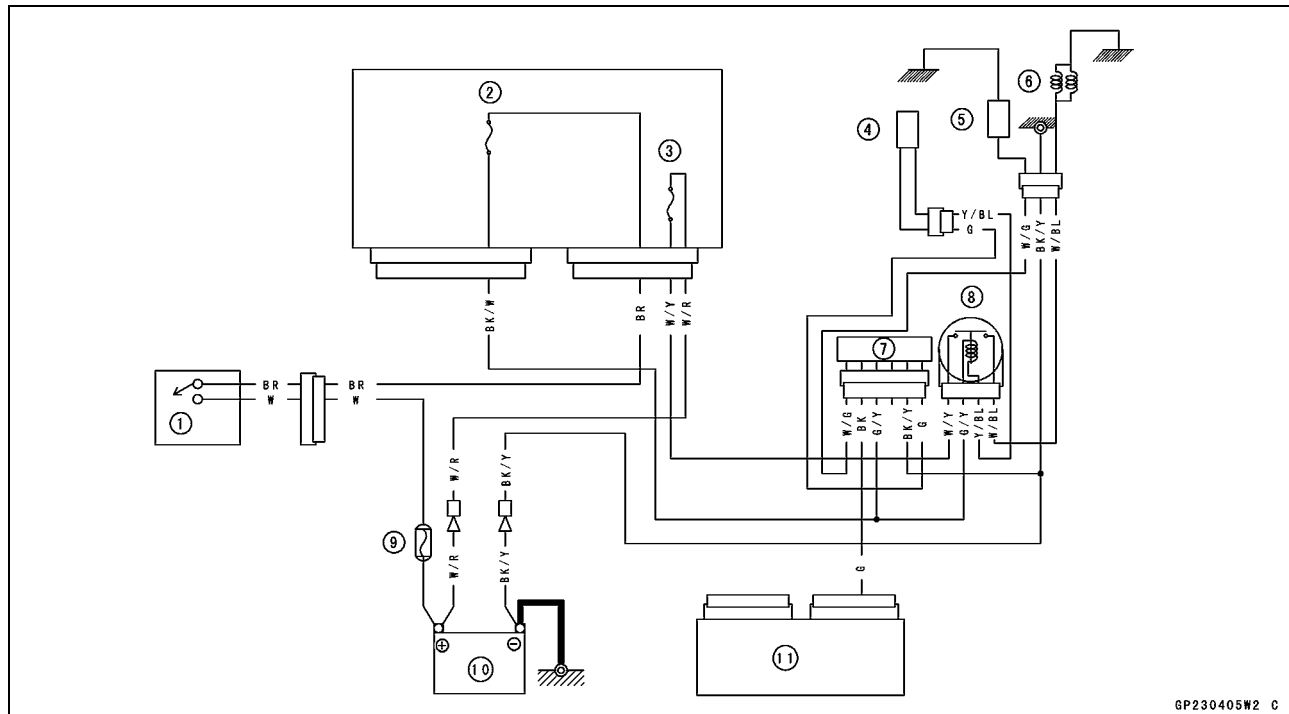 ②
③
④
⑤
⑥
Y/BL
G
W/G
BK/Y
W/BL
BK/W
BR
W/Y
W/R
⑦
⑧
BR
BR
W
W
①
W/G
BK
G/Y
BK/Y
G
W/Y
G/Y
Y/BL
W/BL
W/R
BK/Y
⑨
W/R
BK/Y
G
⊕
⊖
⑩
⑪
GP230405W2 C